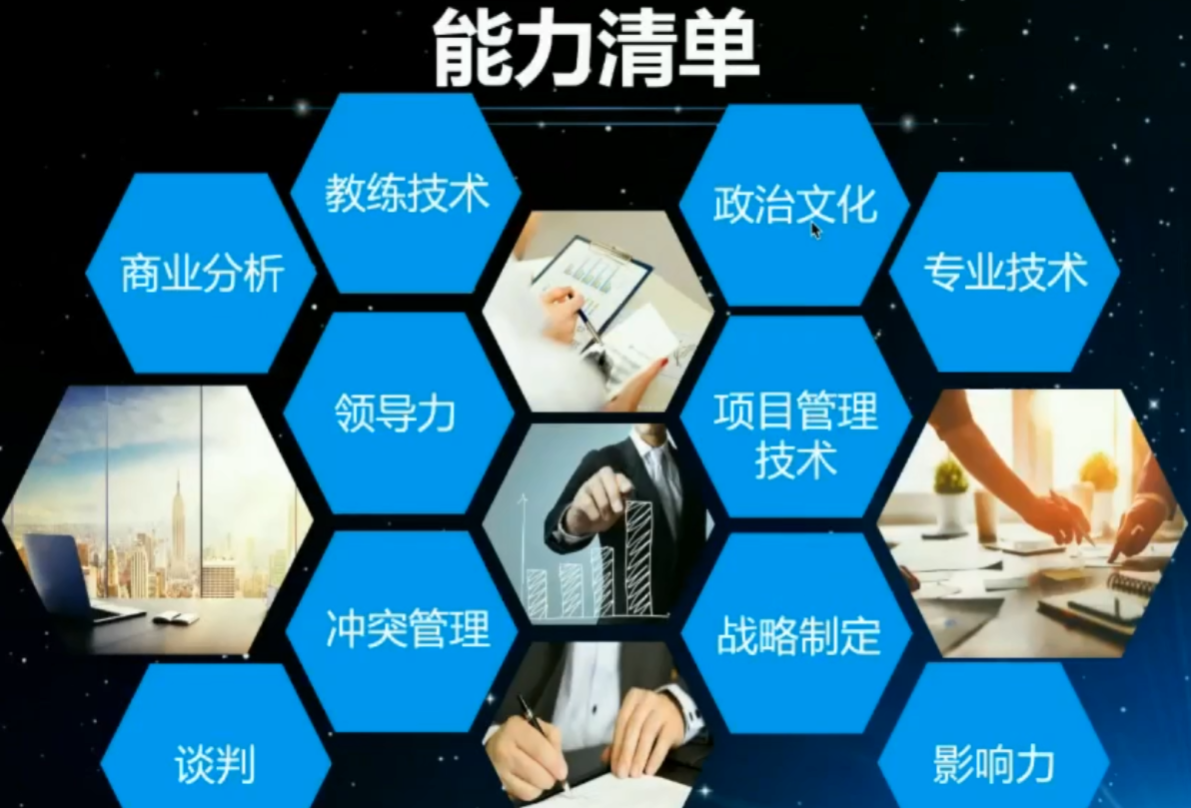 能力清单
教练技术
政治文化
商业分析
专业技术
领导力
项目管理
技术
冲突管理
战略制定
谈判
影响力